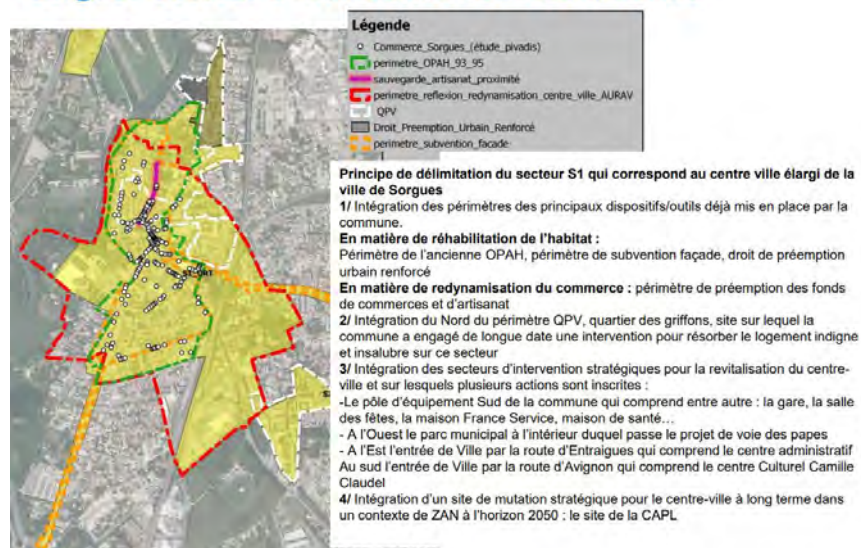 Légende
Commerce_Sorgues_(étude_pivadis)
perimetre_OPAH_93_95
sauvegarde_artisanat_proximité
perimetre_reflexion_redynamisation_centre_ville_AURAV
QPV
Droit_Preemption_Urbain_Renforcé
perimetre_subvention_facade
Principe de délimitation du secteur S1 qui correspond au centre ville élargi de la
ville de Sorgues
1/ Intégration des périmètres des principaux dispositifs/outils déjà mis en place par la
commune.
En matière de réhabilitation de l'habitat :
Périmètre de l'ancienne OPAH, périmètre de subvention façade, droit de préemption
urbain renforcé
En matière de redynamisation du commerce : périmètre de préemption des fonds
de commerces et d'artisanat
2/ Intégration du Nord du périmètre QPV, quartier des griffons, site sur lequel la
commune a engagé de longue date une intervention pour résorber le logement indigne
et insalubre sur ce secteur
3/ Intégration des secteurs d'intervention stratégiques pour la revitalisation du centre-
ville et sur lesquels plusieurs actions sont inscrites :
-Le pôle d'équipement Sud de la commune qui comprend entre autre : la gare, la salle
des fêtes, la maison France Service, maison de santé…
- A l'Ouest le parc municipal à l'intérieur duquel passe le projet de voie des papes
- A l'Est l'entrée de Ville par la route d'Entraigues qui comprend le centre administratif
Au sud l'entrée de Ville par la route d'Avignon qui comprend le centre Culturel Camille
Claudel
4/ Intégration d'un site de mutation stratégique pour le centre-ville à long terme dans
un contexte de ZAN à l'horizon 2050 : le site de la CAPL